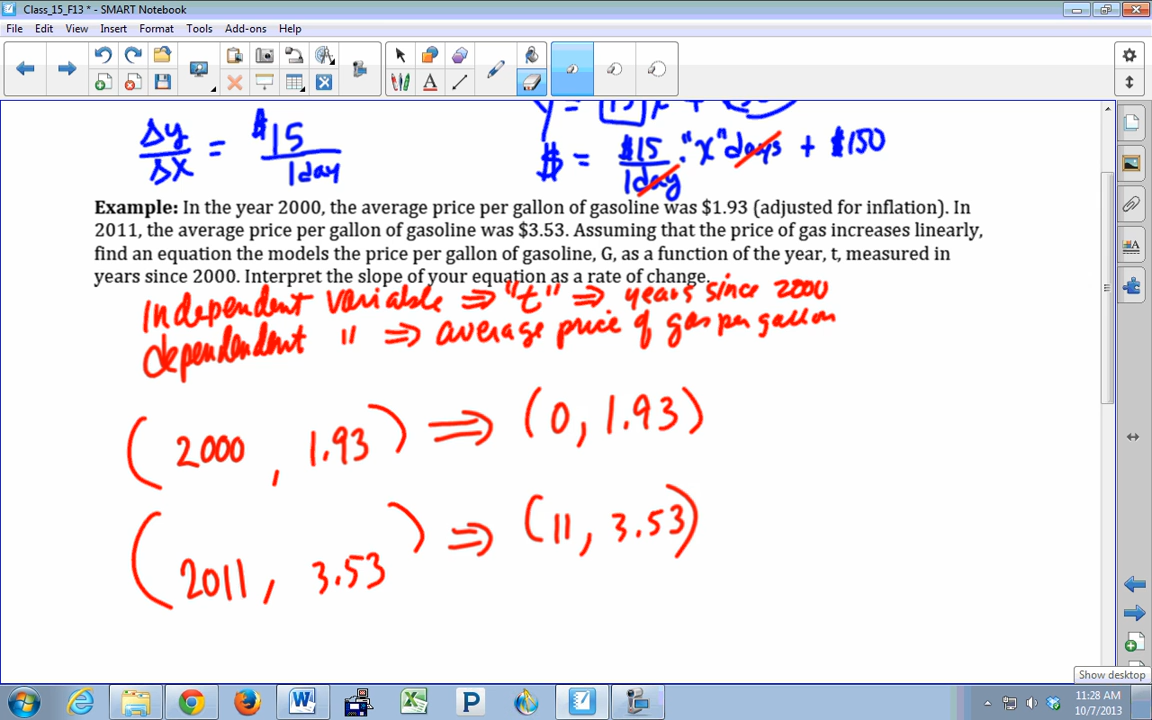 Class_15_F13 * - SMART Notebook
File Edit View Insert Format Tools Add-ons Help
Δy/Δx = $15/1day
$ = $15/1day · "x" days + $150
Example: In the year 2000, the average price per gallon of gasoline was $1.93 (adjusted for inflation). In
2011, the average price per gallon of gasoline was $3.53. Assuming that the price of gas increases linearly,
find an equation the models the price per gallon of gasoline, G, as a function of the year, t, measured in
years since 2000. Interpret the slope of your equation as a rate of change.
Independent variable ⇒ "t" ⇒ years since 2000
dependendent " ⇒ average price of gas per gallon
(2000, 1.93) ⇒ (0, 1.93)
(2011, 3.53) ⇒ (11, 3.53)
Show desktop
11:28 AM
10/7/2013